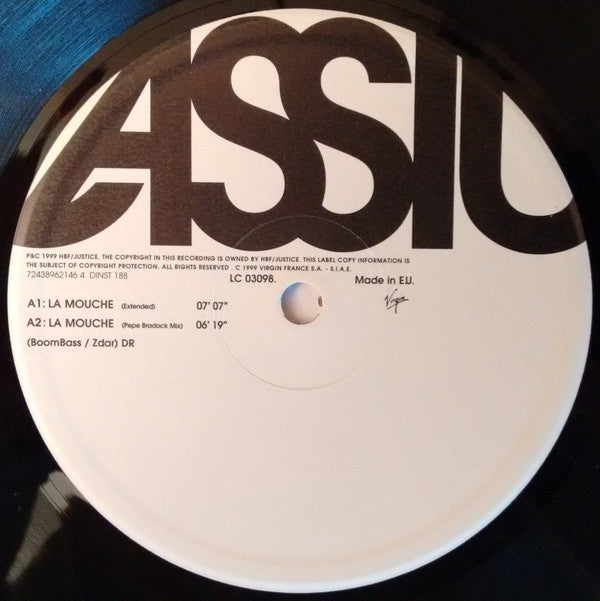 ASSIU
P&C 1999 HBF/JUSTICE. THE COPYRIGHT IN THIS RECORDING IS OWNED BY HBF/JUSTICE. THIS LABEL COPY INFORMATION IS
THE SUBJECT OF COPYRIGHT PROTECTION. ALL RIGHTS RESERVED . C 1999 VIRGIN FRANCE S.A. - S.I.A.E.
72438962146 4 DINST 188 LC 03098. Made in E.U.
Virgin
A1: LA MOUCHE (Extended) 07' 07"
A2: LA MOUCHE (Pepe Bradock Mix) 06' 19"
(BoomBass / Zdar) DR